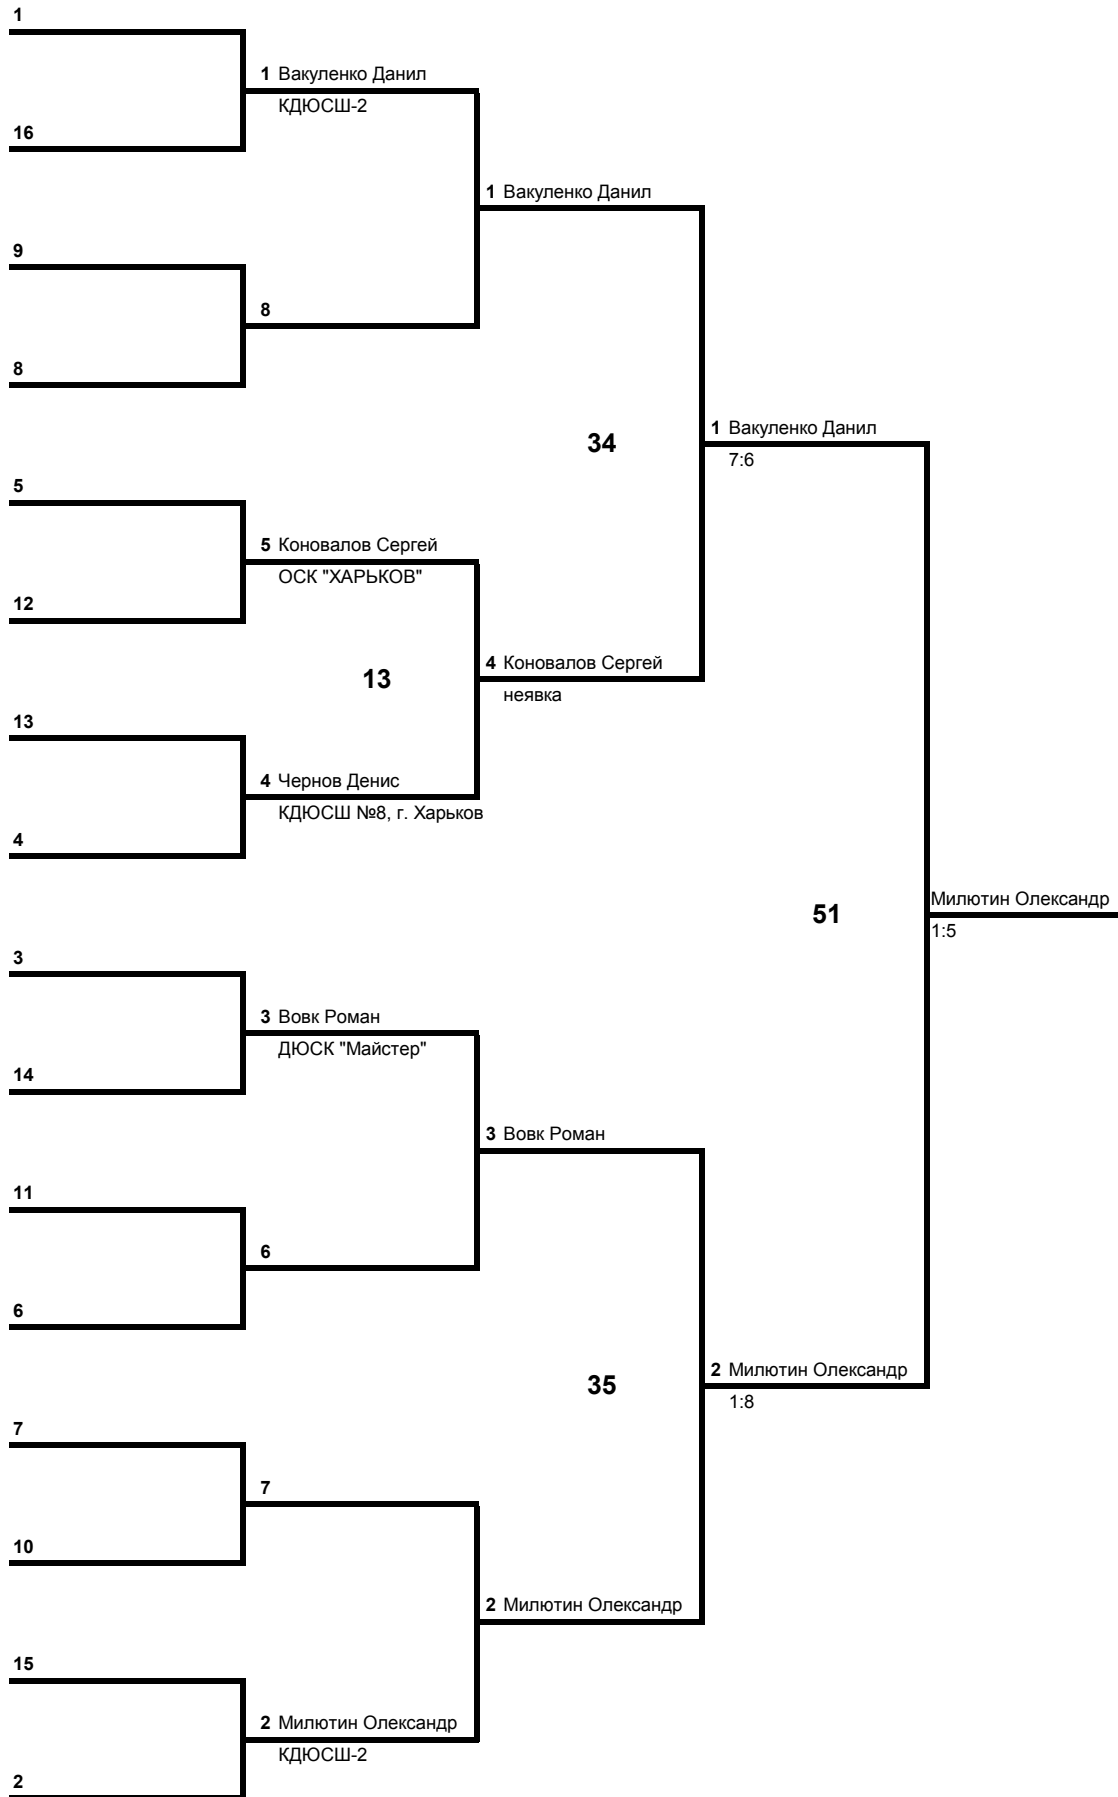 1
1 Вакуленко Данил
КДЮСШ-2
16
1 Вакуленко Данил
9
8
8
34
1 Вакуленко Данил
7:6
5
5 Коновалов Сергей
ОСК "ХАРЬКОВ"
12
13
4 Коновалов Сергей
неявка
13
4 Чернов Денис
КДЮСШ №8, г. Харьков
4
51
Милютин Олександр
1:5
3
3 Вовк Роман
ДЮСК "Майстер"
14
3 Вовк Роман
11
6
6
35
2 Милютин Олександр
1:8
7
7
10
2 Милютин Олександр
15
2 Милютин Олександр
КДЮСШ-2
2